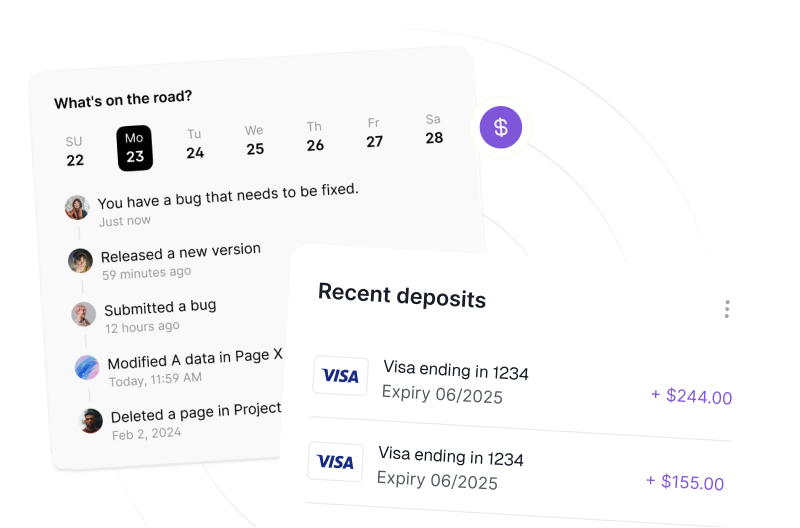 What's on the road?
SU Mo Tu We Th Fr Sa
22 23 24 25 26 27 28
You have a bug that needs to be fixed.
Just now
Released a new version
59 minutes ago
Submitted a bug
12 hours ago
Modified A data in Page X
Today, 11:59 AM
Deleted a page in Project
Feb 2, 2024
$
Recent deposits
VISA
Visa ending in 1234
Expiry 06/2025
+ $244.00
VISA
Visa ending in 1234
Expiry 06/2025
+ $155.00